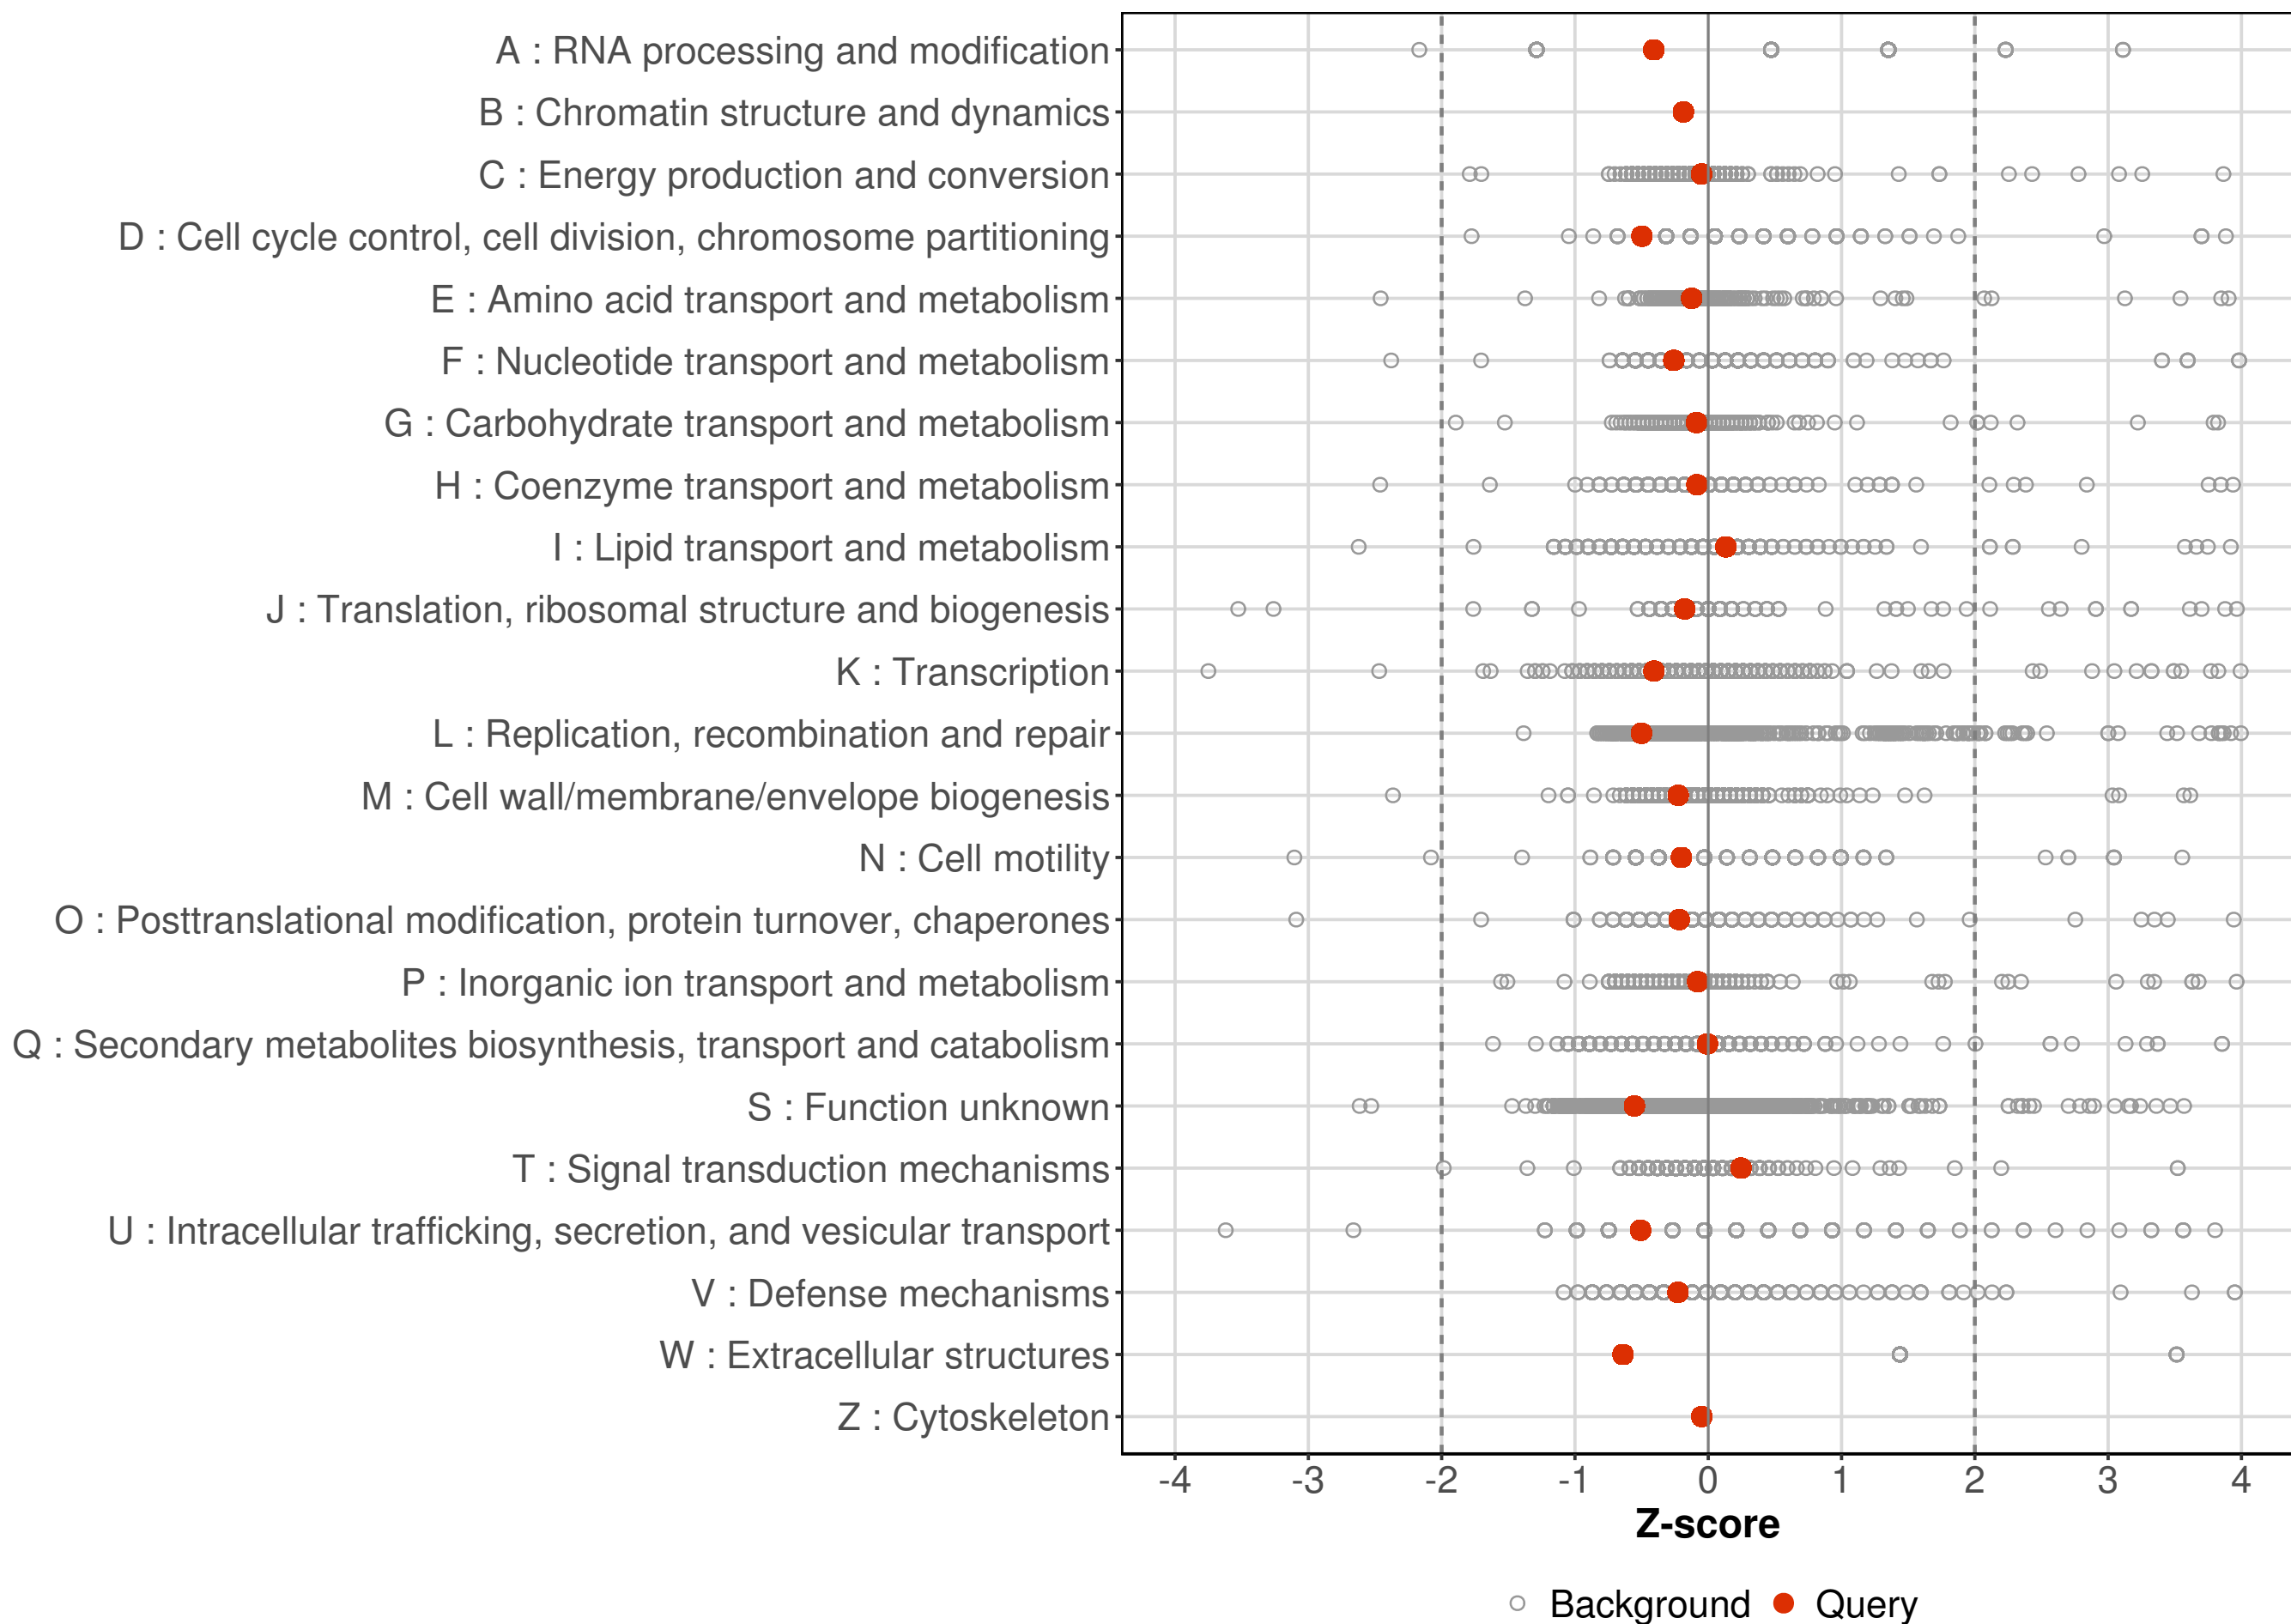 A : RNA processing and modification
B : Chromatin structure and dynamics
C : Energy production and conversion
D : Cell cycle control, cell division, chromosome partitioning
E : Amino acid transport and metabolism
F : Nucleotide transport and metabolism
G : Carbohydrate transport and metabolism
H : Coenzyme transport and metabolism
I : Lipid transport and metabolism
J : Translation, ribosomal structure and biogenesis
K : Transcription
L : Replication, recombination and repair
M : Cell wall/membrane/envelope biogenesis
N : Cell motility
O : Posttranslational modification, protein turnover, chaperones
P : Inorganic ion transport and metabolism
Q : Secondary metabolites biosynthesis, transport and catabolism
S : Function unknown
T : Signal transduction mechanisms
U : Intracellular trafficking, secretion, and vesicular transport
V : Defense mechanisms
W : Extracellular structures
Z : Cytoskeleton
-4 -3 -2 -1 0 1 2 3 4
Z-score
Background Query